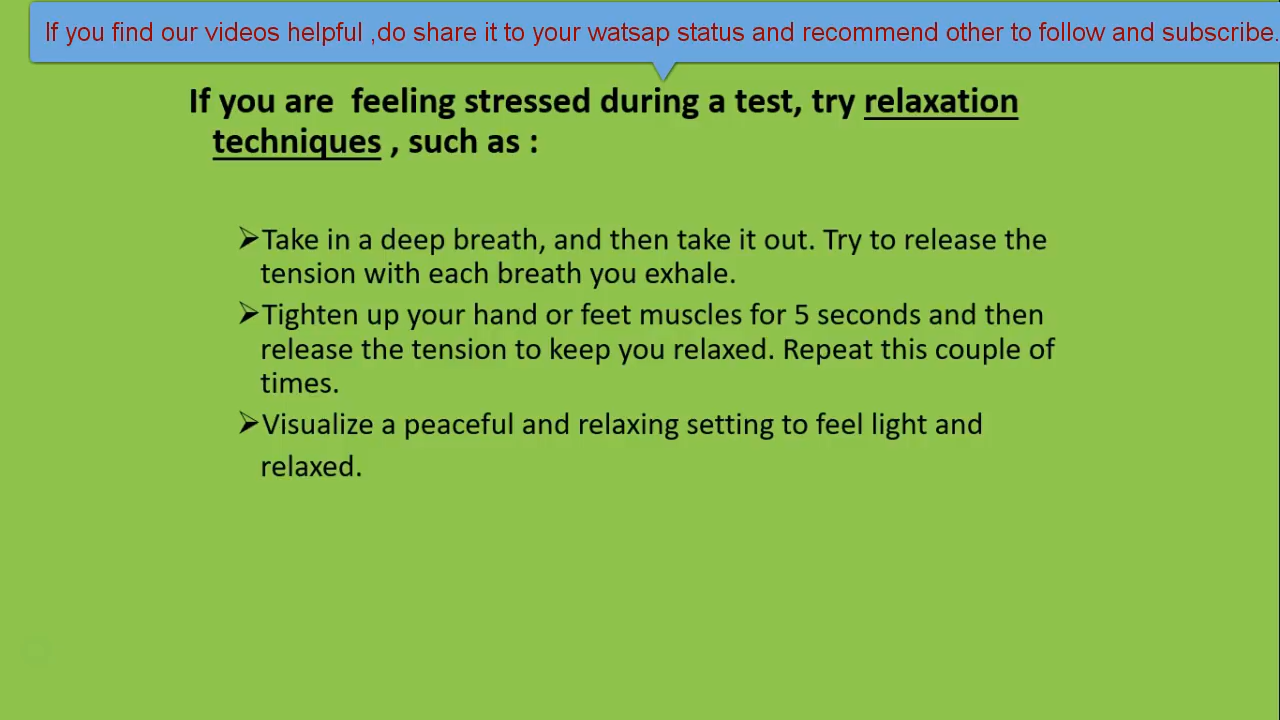 If you find our videos helpful ,do share it to your watsap status and recommend other to follow and subscribe.
If you are feeling stressed during a test, try relaxation
techniques , such as :
➢Take in a deep breath, and then take it out. Try to release the
tension with each breath you exhale.
➢Tighten up your hand or feet muscles for 5 seconds and then
release the tension to keep you relaxed. Repeat this couple of
times.
➢Visualize a peaceful and relaxing setting to feel light and
relaxed.